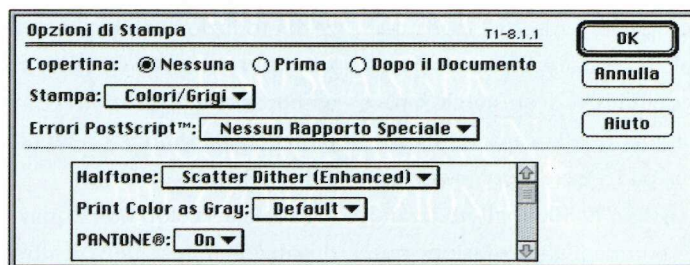 Opzioni di Stampa T1-8.1.1 OK
Copertina: Nessuna Prima Dopo il Documento Annulla
Stampa: Colori/Grigi
Errori PostScript™: Nessun Rapporto Speciale Aiuto
Halftone: Scatter Dither (Enhanced)
Print Color as Gray: Default
PANTONE®: On